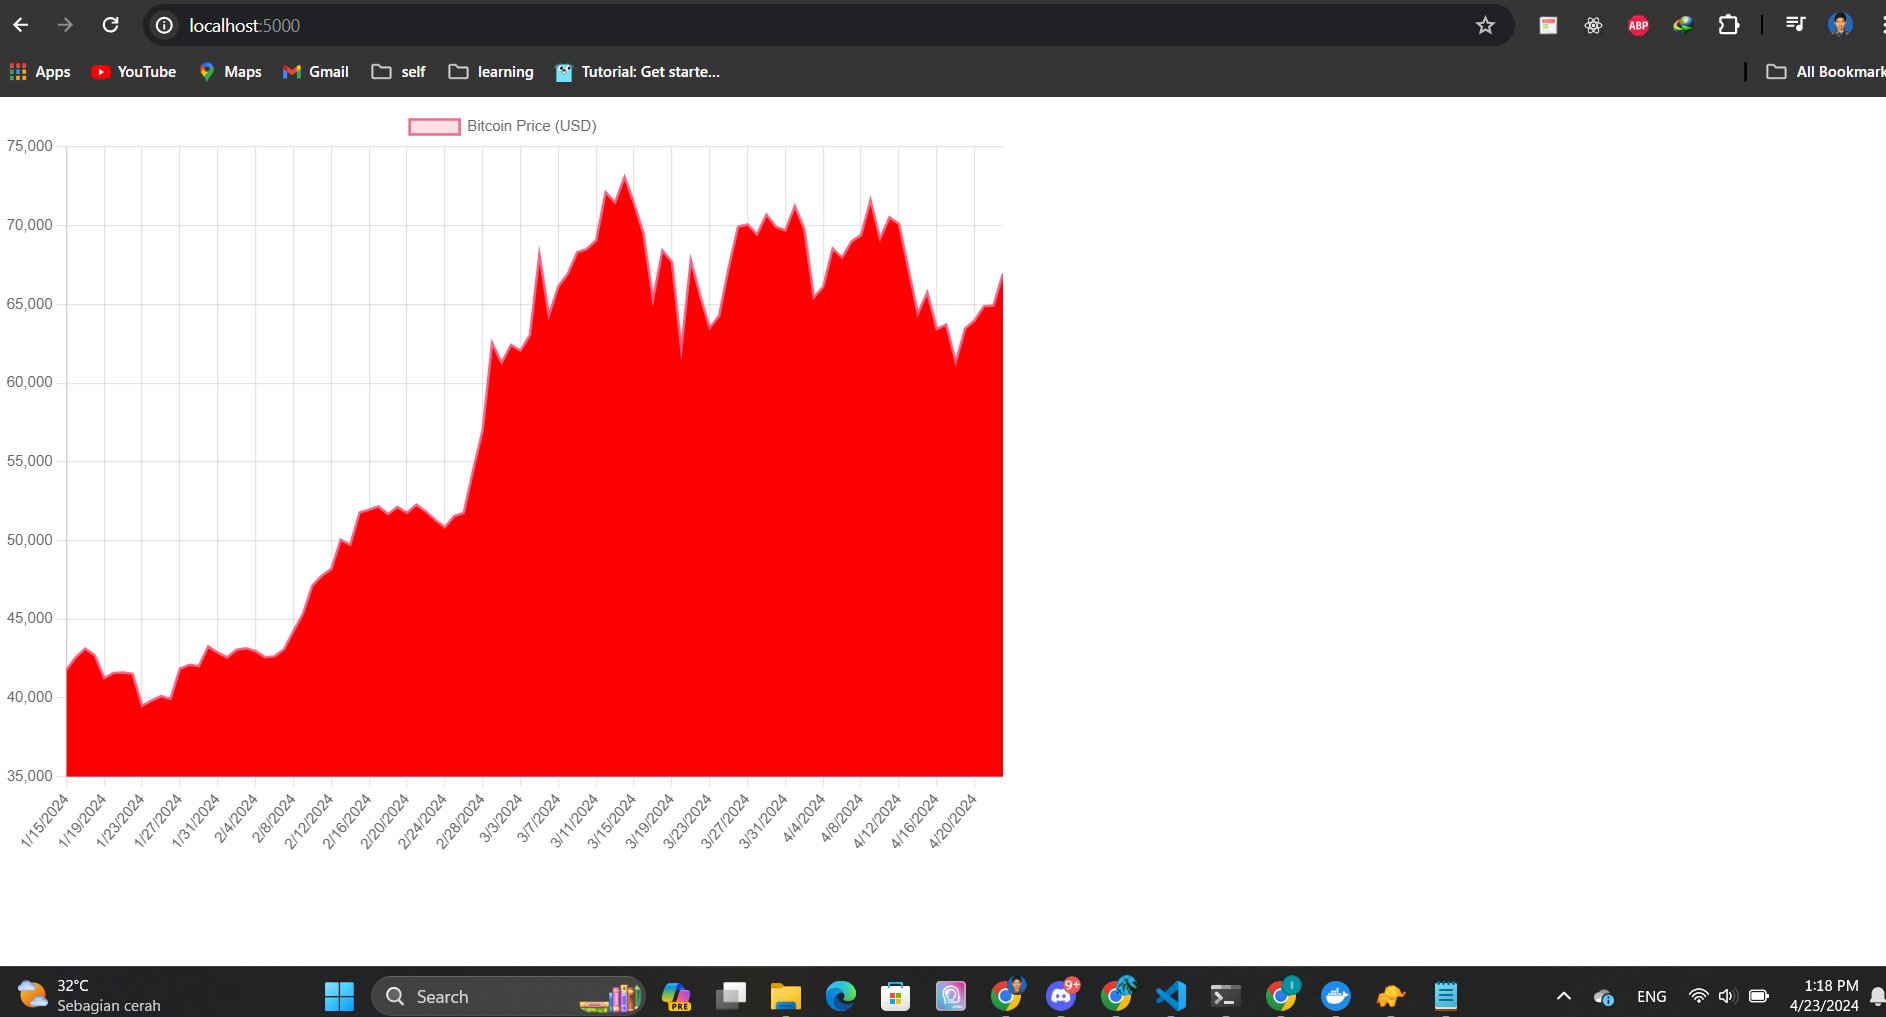 localhost:5000
ABP
Apps YouTube Maps Gmail self learning Tutorial: Get starte... All Bookmark
Bitcoin Price (USD)
75,000
70,000
65,000
60,000
55,000
50,000
45,000
40,000
35,000
1/15/2024 1/19/2024 1/23/2024 1/27/2024 1/31/2024 2/4/2024 2/8/2024 2/12/2024 2/16/2024 2/20/2024 2/24/2024 2/28/2024 3/3/2024 3/7/2024 3/11/2024 3/15/2024 3/19/2024 3/23/2024 3/27/2024 3/31/2024 4/4/2024 4/8/2024 4/12/2024 4/16/2024 4/20/2024
32°C
Sebagian cerah
Search
PRE
9+
I
ENG
1:18 PM
4/23/2024